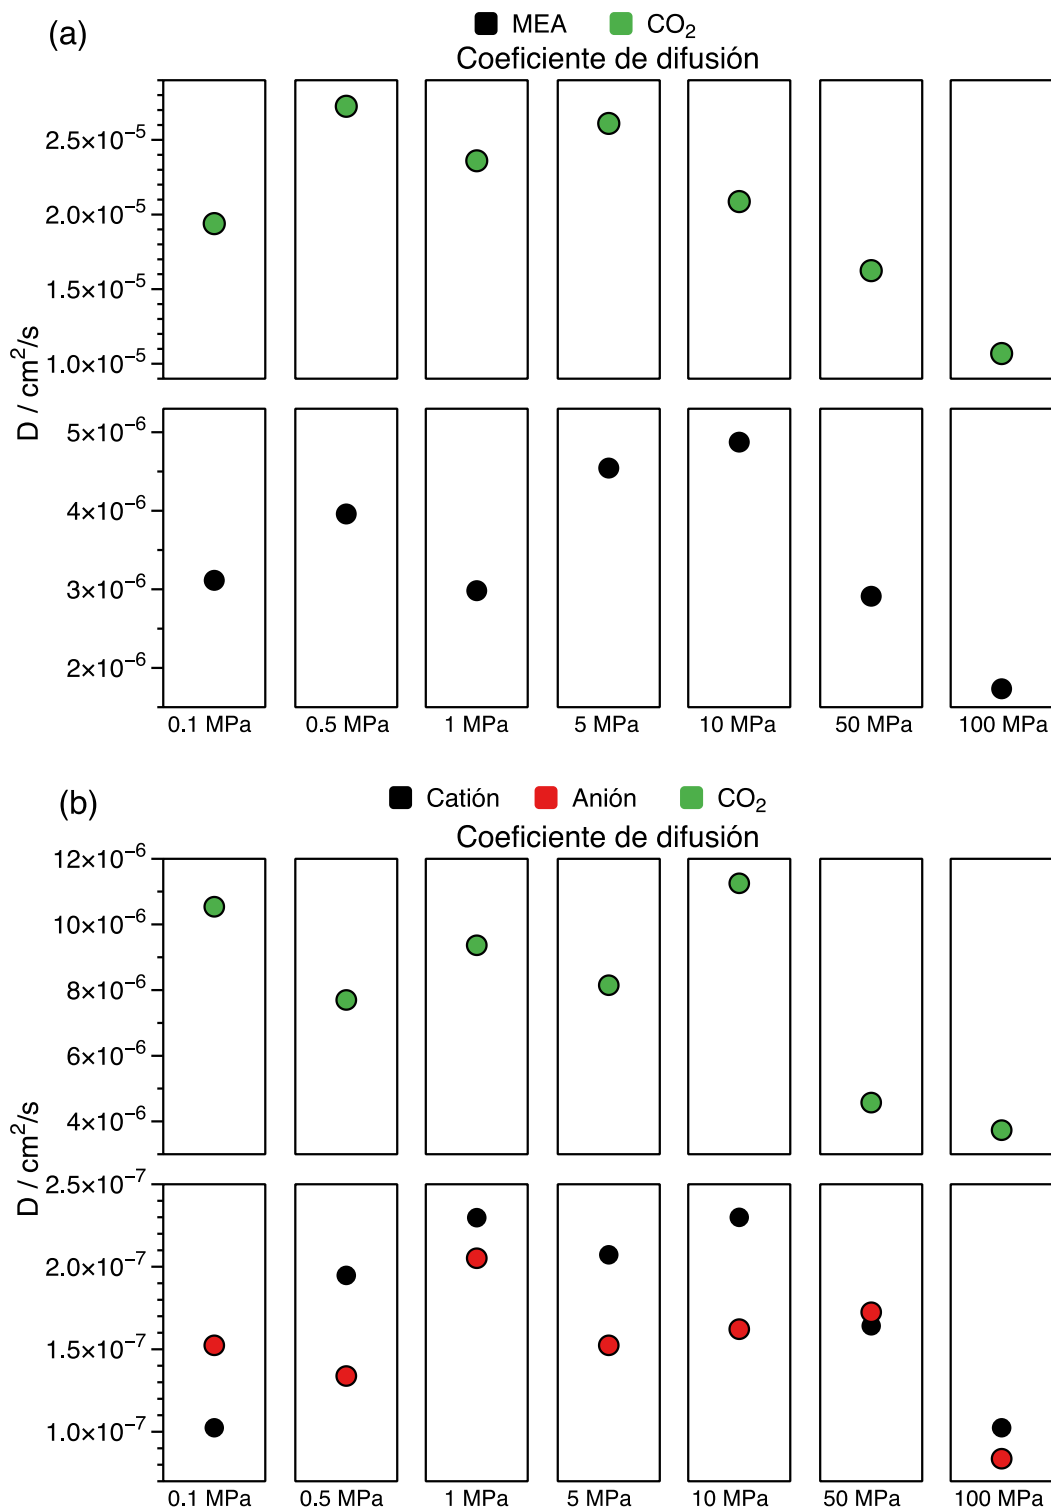 (a)
MEA CO₂
Coeficiente de difusión
2.5×10⁻⁵
2.0×10⁻⁵
1.5×10⁻⁵
1.0×10⁻⁵
D / cm²/s
5×10⁻⁶
4×10⁻⁶
3×10⁻⁶
2×10⁻⁶
0.1 MPa 0.5 MPa 1 MPa 5 MPa 10 MPa 50 MPa 100 MPa
(b)
Catión Anión CO₂
Coeficiente de difusión
12×10⁻⁶
10×10⁻⁶
8×10⁻⁶
6×10⁻⁶
4×10⁻⁶
D / cm²/s
2.5×10⁻⁷
2.0×10⁻⁷
1.5×10⁻⁷
1.0×10⁻⁷
0.1 MPa 0.5 MPa 1 MPa 5 MPa 10 MPa 50 MPa 100 MPa